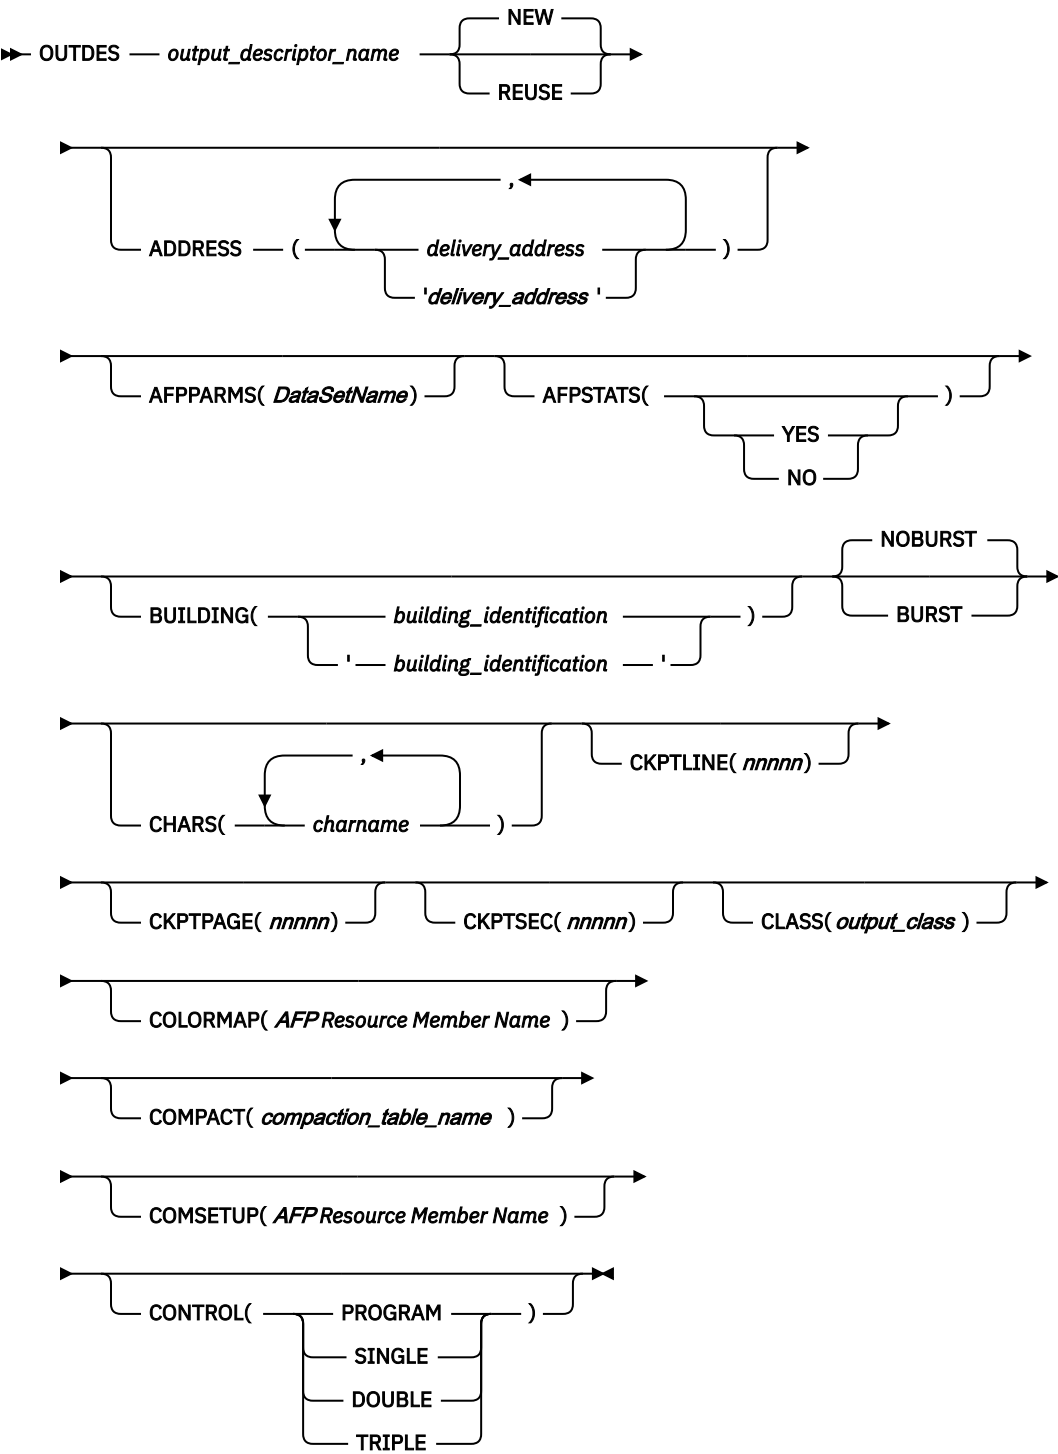 NEW
OUTDES output_descriptor_name
REUSE
,
ADDRESS ( delivery_address )
'delivery_address '
AFPPARMS( DataSetName) AFPSTATS( )
YES
NO
NOBURST
BUILDING( building_identification )
BURST
' building_identification '
,
CKPTLINE( nnnnn)
CHARS( charname )
CKPTPAGE( nnnnn) CKPTSEC( nnnnn) CLASS( output_class )
COLORMAP( AFP Resource Member Name )
COMPACT( compaction_table_name )
COMSETUP( AFP Resource Member Name )
CONTROL( PROGRAM )
SINGLE
DOUBLE
TRIPLE